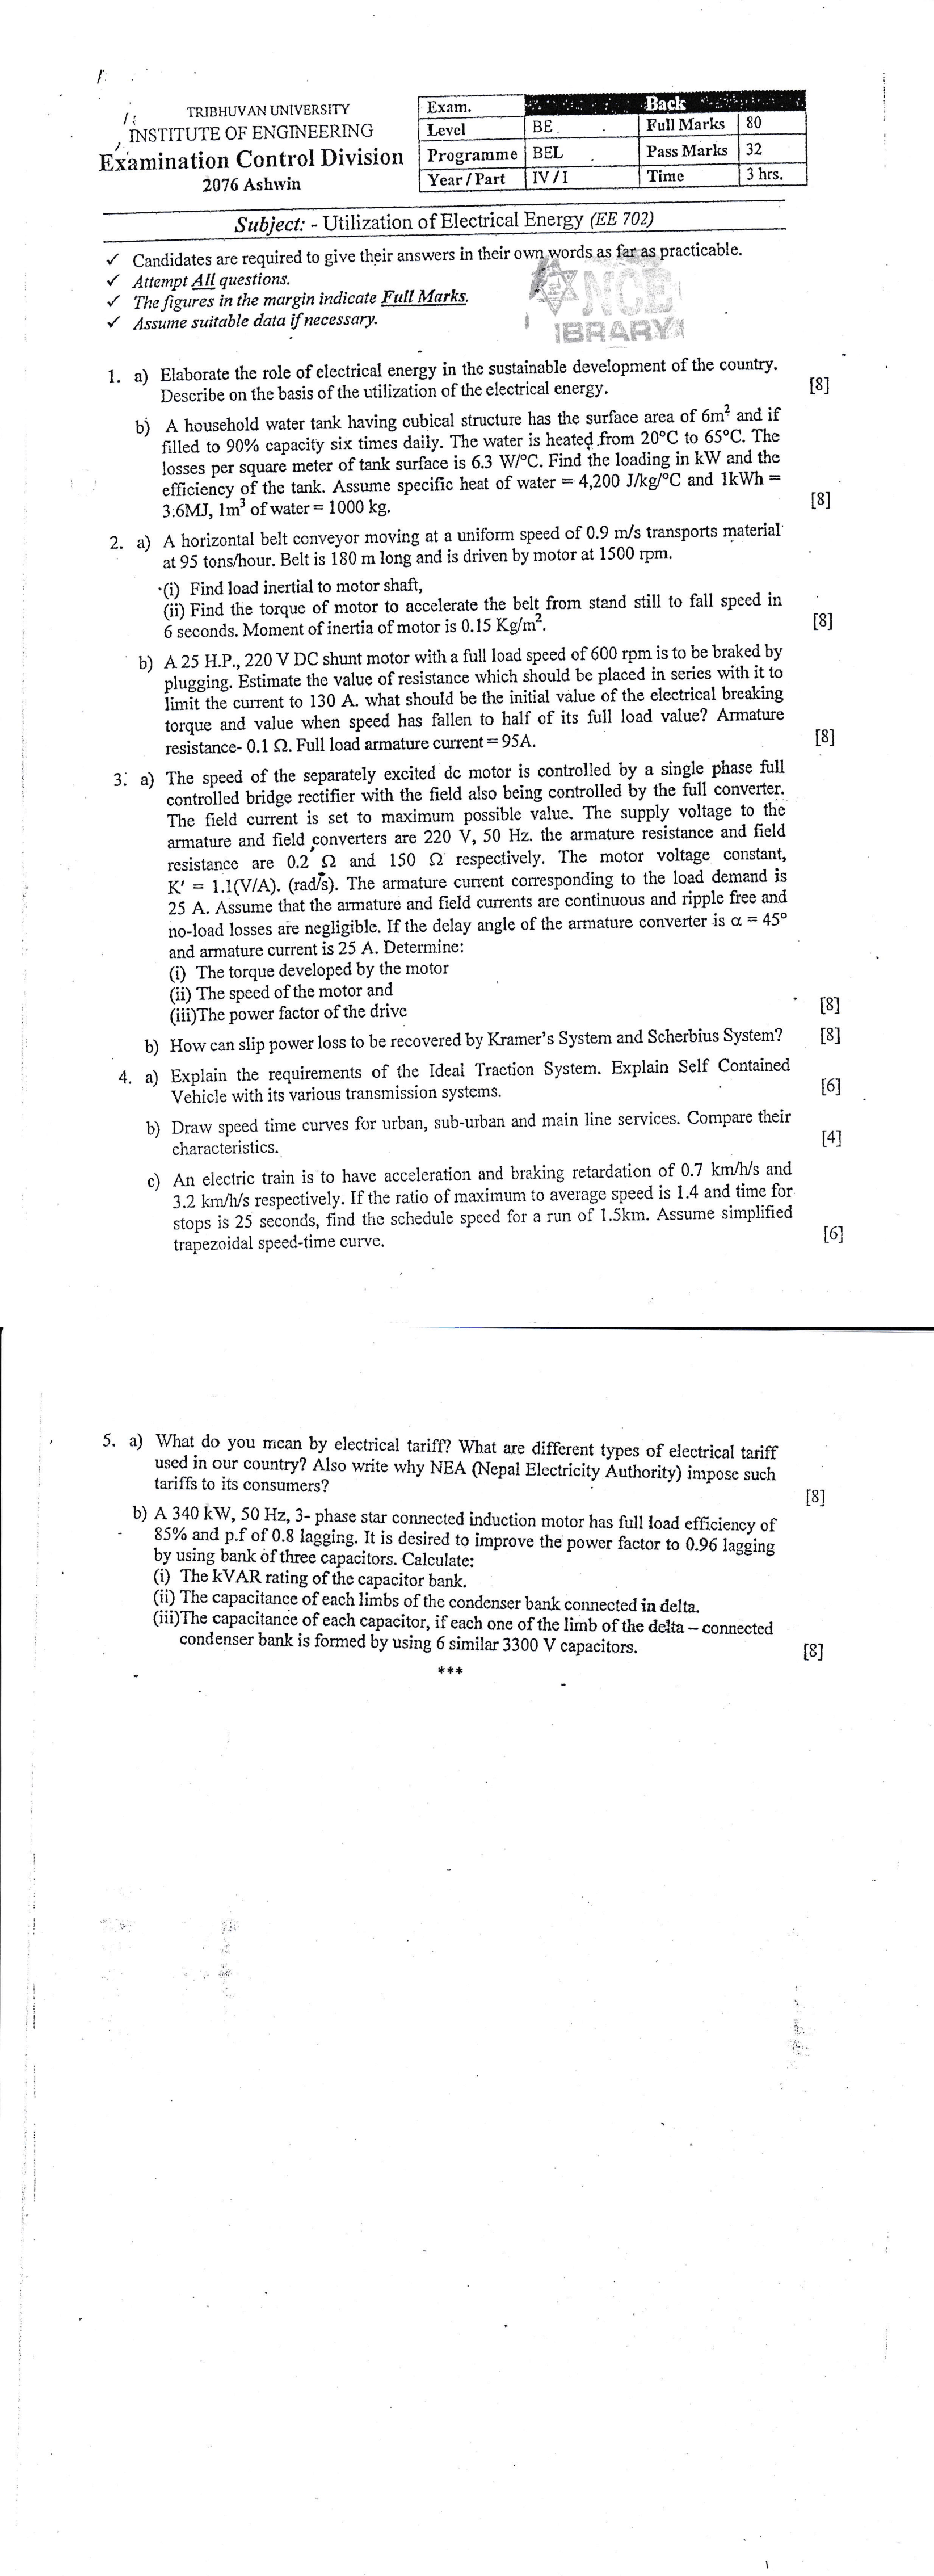 TRIBHUVAN UNIVERSITY
INSTITUTE OF ENGINEERING
Examination Control Division
2076 Ashwin
Exam. Back
Level BE Full Marks 80
Programme BEL Pass Marks 32
Year / Part IV / I Time 3 hrs.
Subject: - Utilization of Electrical Energy (EE 702)
✓ Candidates are required to give their answers in their own words as far as practicable.
✓ Attempt All questions.
✓ The figures in the margin indicate Full Marks.
✓ Assume suitable data if necessary.
NCE
IBRARY
1. a) Elaborate the role of electrical energy in the sustainable development of the country.
Describe on the basis of the utilization of the electrical energy. [8]
b) A household water tank having cubical structure has the surface area of 6m² and if
filled to 90% capacity six times daily. The water is heated from 20°C to 65°C. The
losses per square meter of tank surface is 6.3 W/°C. Find the loading in kW and the
efficiency of the tank. Assume specific heat of water = 4,200 J/kg/°C and 1kWh =
3.6MJ, 1m³ of water = 1000 kg. [8]
2. a) A horizontal belt conveyor moving at a uniform speed of 0.9 m/s transports material
at 95 tons/hour. Belt is 180 m long and is driven by motor at 1500 rpm.
(i) Find load inertial to motor shaft,
(ii) Find the torque of motor to accelerate the belt from stand still to fall speed in
6 seconds. Moment of inertia of motor is 0.15 Kg/m². [8]
b) A 25 H.P., 220 V DC shunt motor with a full load speed of 600 rpm is to be braked by
plugging. Estimate the value of resistance which should be placed in series with it to
limit the current to 130 A. what should be the initial value of the electrical breaking
torque and value when speed has fallen to half of its full load value? Armature
resistance- 0.1 Ω. Full load armature current = 95A. [8]
3. a) The speed of the separately excited dc motor is controlled by a single phase full
controlled bridge rectifier with the field also being controlled by the full converter.
The field current is set to maximum possible value. The supply voltage to the
armature and field converters are 220 V, 50 Hz. the armature resistance and field
resistance are 0.2 Ω and 150 Ω respectively. The motor voltage constant,
K' = 1.1(V/A). (rad/s). The armature current corresponding to the load demand is
25 A. Assume that the armature and field currents are continuous and ripple free and
no-load losses are negligible. If the delay angle of the armature converter is α = 45°
and armature current is 25 A. Determine:
(i) The torque developed by the motor
(ii) The speed of the motor and
(iii)The power factor of the drive [8]
b) How can slip power loss to be recovered by Kramer's System and Scherbius System? [8]
4. a) Explain the requirements of the Ideal Traction System. Explain Self Contained
Vehicle with its various transmission systems. [6]
b) Draw speed time curves for urban, sub-urban and main line services. Compare their
characteristics. [4]
c) An electric train is to have acceleration and braking retardation of 0.7 km/h/s and
3.2 km/h/s respectively. If the ratio of maximum to average speed is 1.4 and time for
stops is 25 seconds, find the schedule speed for a run of 1.5km. Assume simplified
trapezoidal speed-time curve. [6]
5. a) What do you mean by electrical tariff? What are different types of electrical tariff
used in our country? Also write why NEA (Nepal Electricity Authority) impose such
tariffs to its consumers? [8]
b) A 340 kW, 50 Hz, 3- phase star connected induction motor has full load efficiency of
85% and p.f of 0.8 lagging. It is desired to improve the power factor to 0.96 lagging
by using bank of three capacitors. Calculate:
(i) The kVAR rating of the capacitor bank.
(ii) The capacitance of each limbs of the condenser bank connected in delta.
(iii)The capacitance of each capacitor, if each one of the limb of the delta – connected
condenser bank is formed by using 6 similar 3300 V capacitors. [8]
***